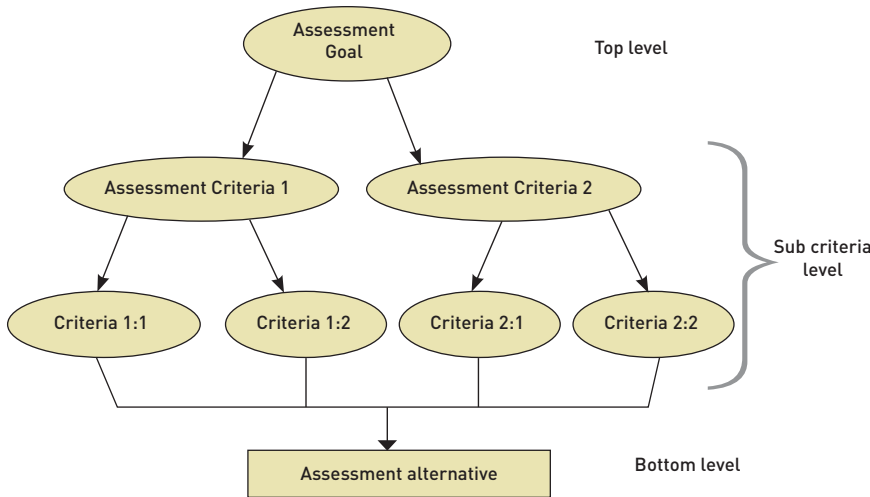 Assessment
Goal
Top level
Assessment Criteria 1
Assessment Criteria 2
Sub criteria
level
Criteria 1:1
Criteria 1:2
Criteria 2:1
Criteria 2:2
Assessment alternative
Bottom level